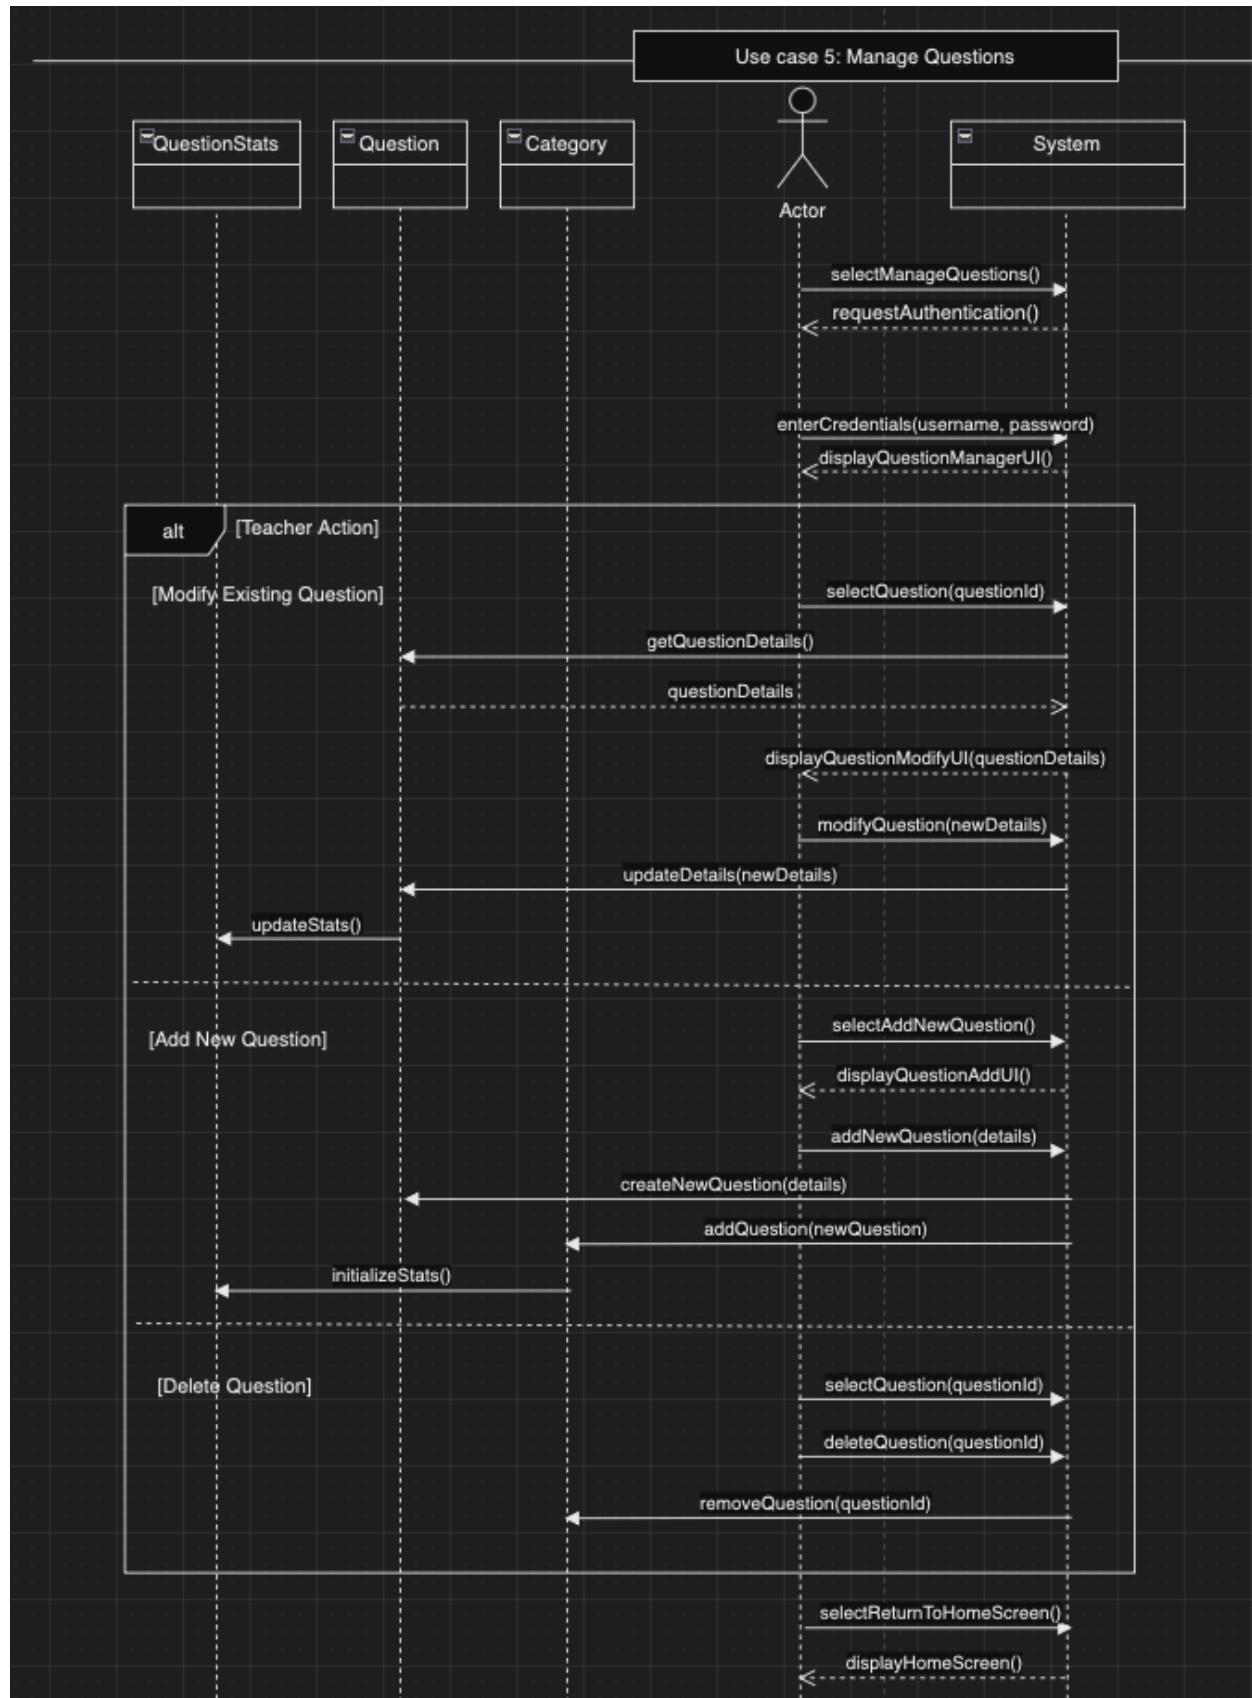 Use case 5: Manage Questions
QuestionStats
Question
Category
System
Actor
selectManageQuestions()
requestAuthentication()
enterCredentials(username, password)
displayQuestionManagerUI()
alt
[Teacher Action]
[Modify Existing Question]
selectQuestion(questionId)
getQuestionDetails()
questionDetails
displayQuestionModifyUI(questionDetails)
modifyQuestion(newDetails)
updateDetails(newDetails)
updateStats()
[Add New Question]
selectAddNewQuestion()
displayQuestionAddUI()
addNewQuestion(details)
createNewQuestion(details)
addQuestion(newQuestion)
initializeStats()
[Delete Question]
selectQuestion(questionId)
deleteQuestion(questionId)
removeQuestion(questionId)
selectReturnToHomeScreen()
displayHomeScreen()